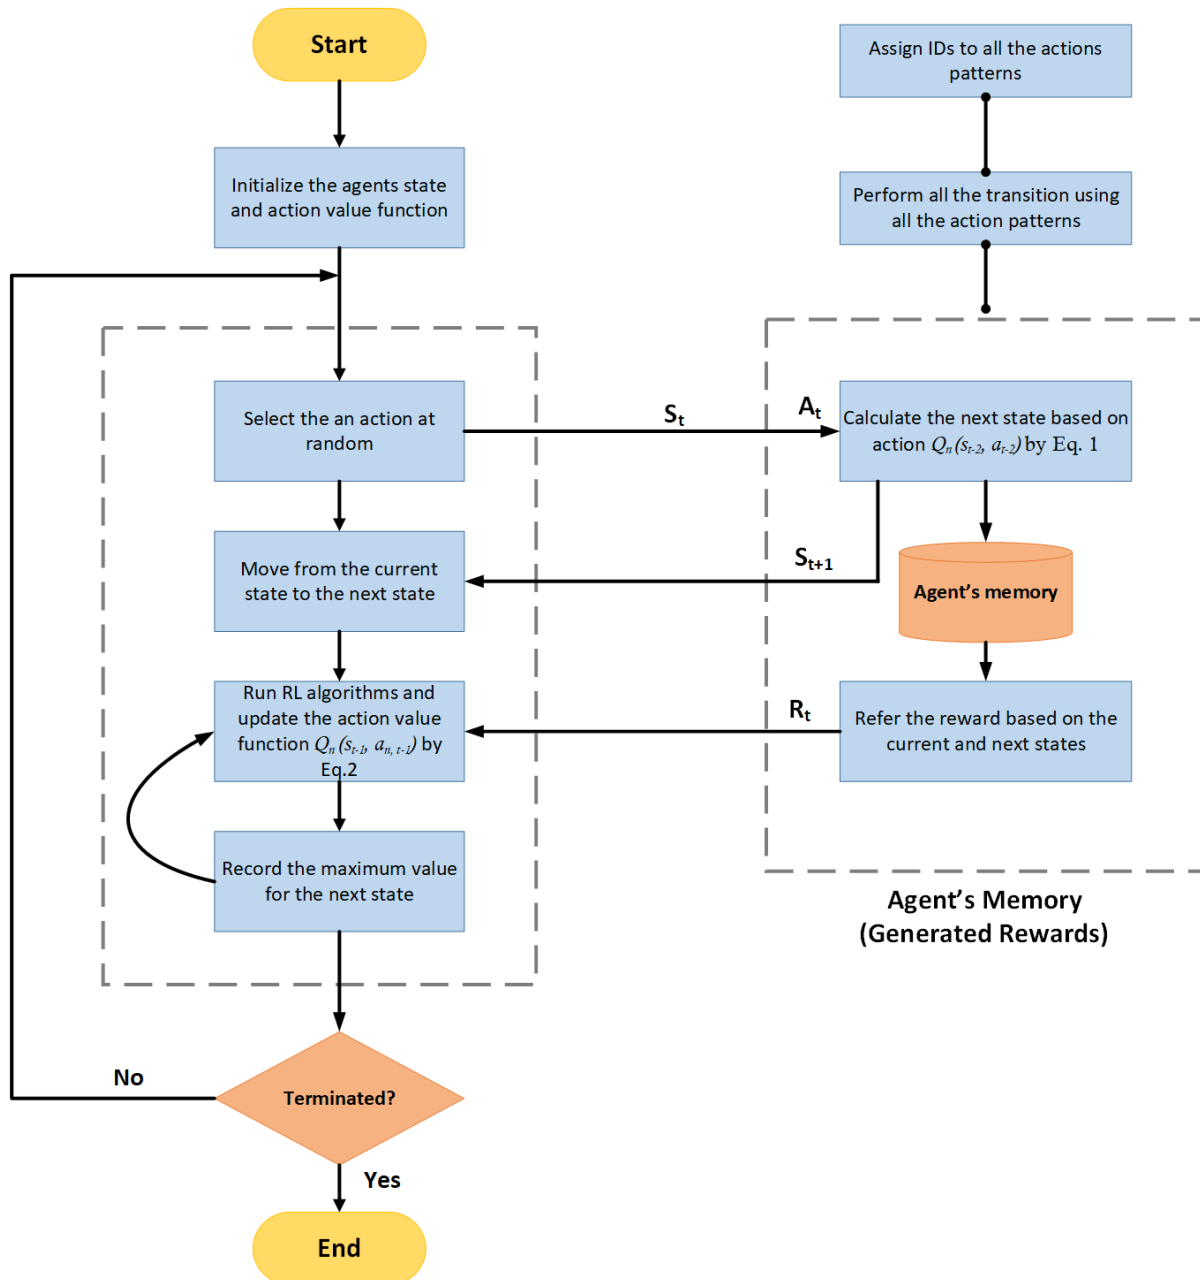 Start
Initialize the agents state
and action value function
Select the an action at
random
Move from the current
state to the next state
Run RL algorithms and
update the action value
function Qₙ (sₜ₋₁, aₙ, ₜ₋₁) by
Eq.2
Record the maximum value
for the next state
Terminated?
No
Yes
End
Sₜ
Aₜ
Sₜ₊₁
Rₜ
Assign IDs to all the actions
patterns
Perform all the transition using
all the action patterns
Calculate the next state based on
action Qₙ (sₜ₋₂, aₜ₋₂) by Eq. 1
Agent's memory
Refer the reward based on the
current and next states
Agent's Memory
(Generated Rewards)